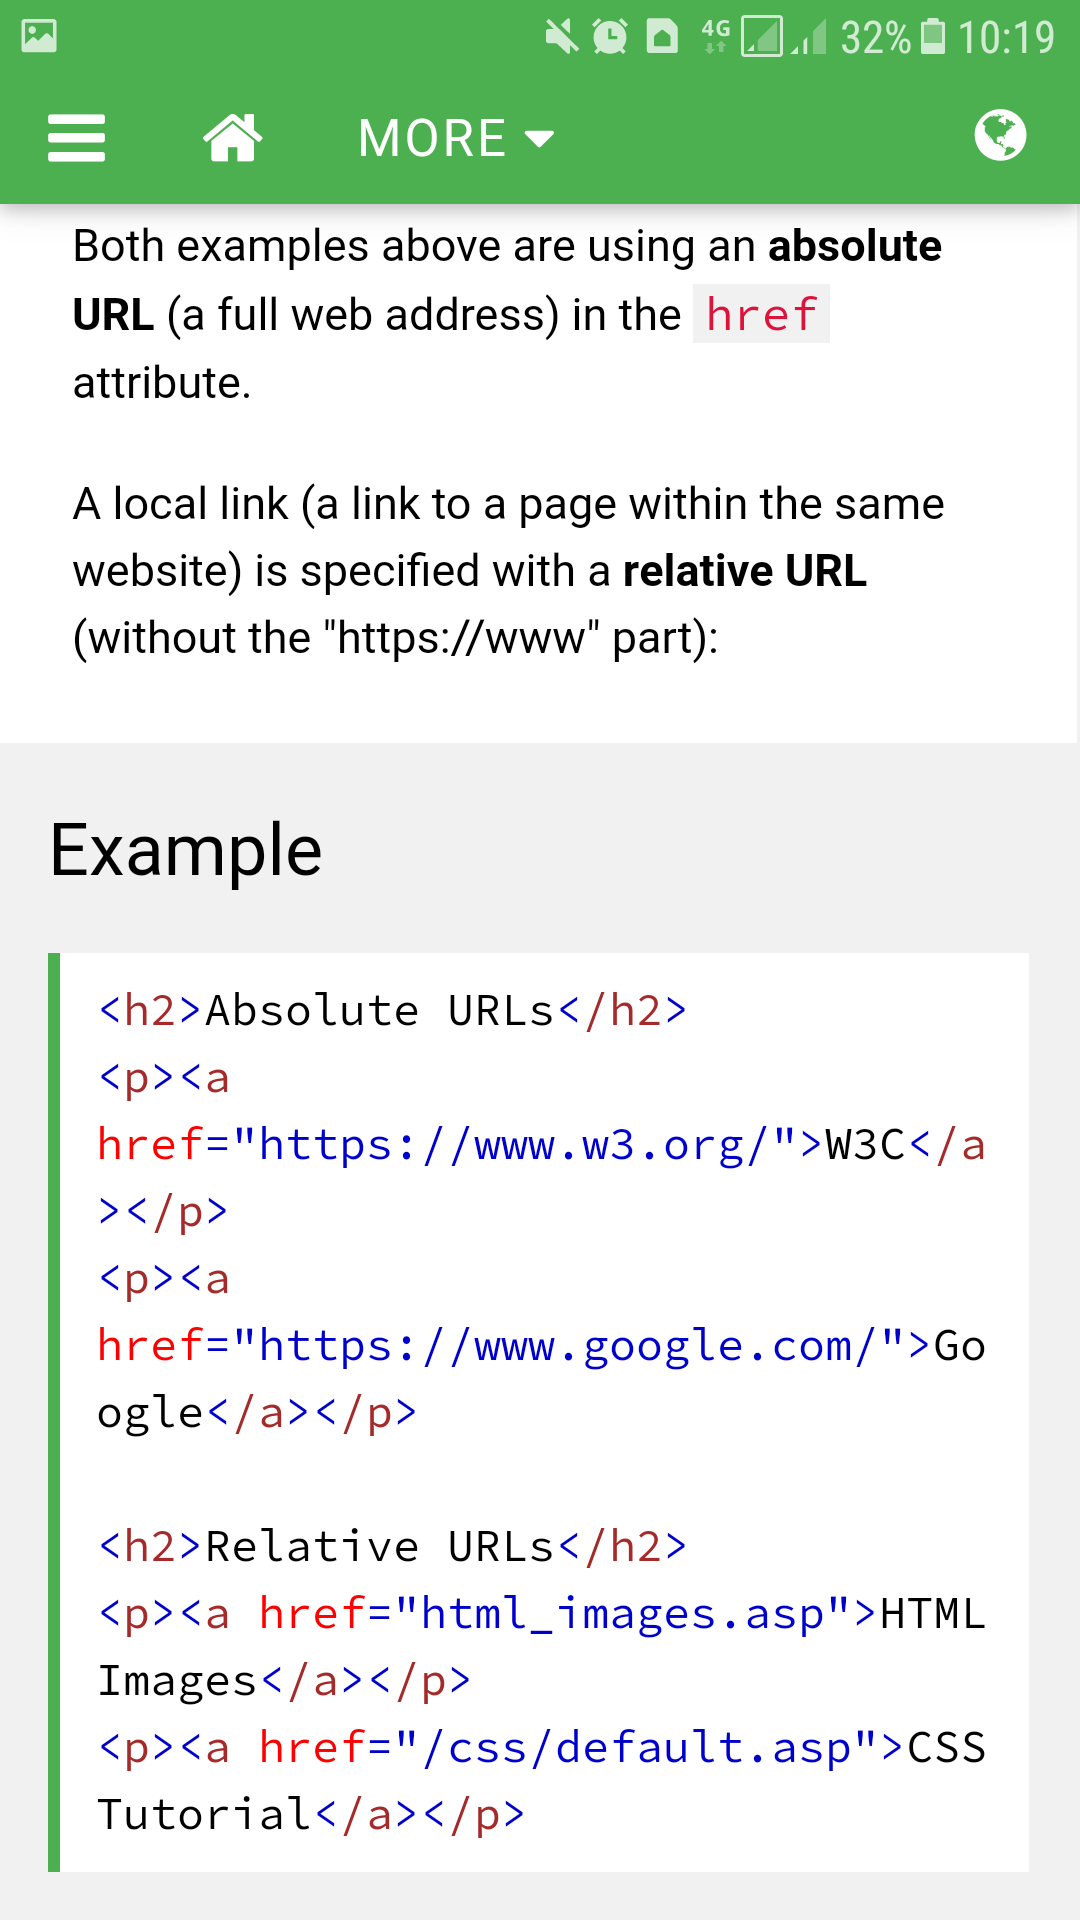 4G 32% 10:19
MORE
Both examples above are using an absolute
URL (a full web address) in the href
attribute.
A local link (a link to a page within the same
website) is specified with a relative URL
(without the "https://www" part):
Example
<h2>Absolute URLs</h2>
<p><a
href="https://www.w3.org/">W3C</a
></p>
<p><a
href="https://www.google.com/">Go
ogle</a></p>
<h2>Relative URLs</h2>
<p><a href="html_images.asp">HTML
Images</a></p>
<p><a href="/css/default.asp">CSS
Tutorial</a></p>